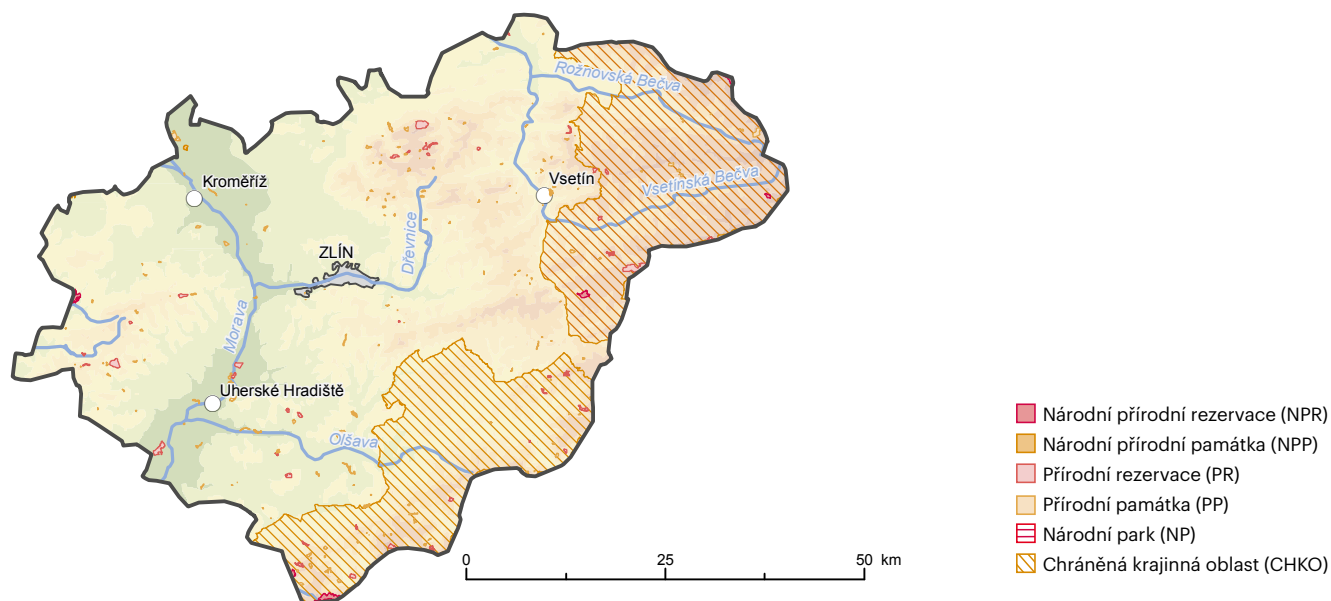 Rožnovská Bečva
Kroměříž
Vsetín
Vsetínská Bečva
Dřevnice
ZLÍN
Morava
Uherské Hradiště
Olšava
0 25 50 km
Národní přírodní rezervace (NPR)
Národní přírodní památka (NPP)
Přírodní rezervace (PR)
Přírodní památka (PP)
Národní park (NP)
Chráněná krajinná oblast (CHKO)